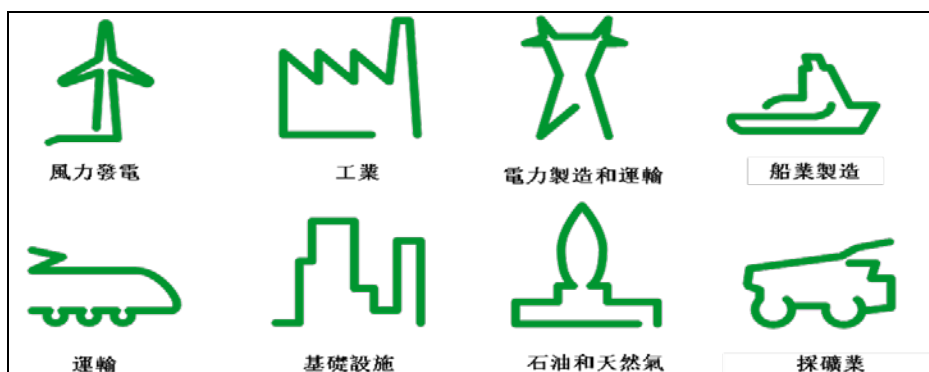 風力發電
工業
電力製造和運輸
船業製造
運輸
基礎設施
石油和天然氣
採礦業